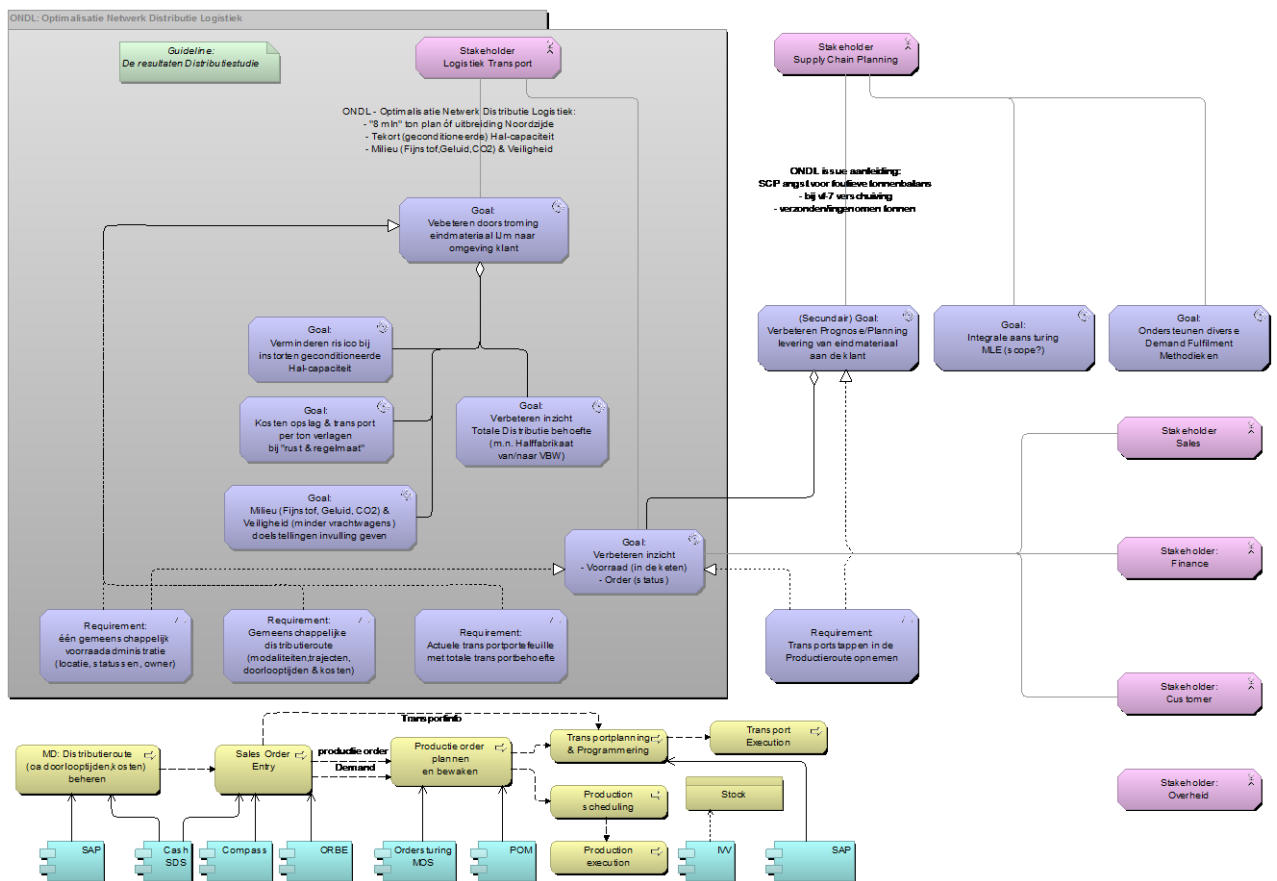 ONDL: Optimalisatie Netwerk Distributie Logistiek
Guideline:
De resultaten Distributiestudie
Stakeholder
Logistiek Transport
Stakeholder
Supply Chain Planning
ONDL - Optimalisatie Netwerk Distributie Logistiek:
- "8 mln" ton plan óf uitbreiding Noordzijde
- Tekort (geconditioneerde) Hal-capaciteit
- Milieu (Fijnstof,Geluid,CO2) & Veiligheid
ONDL issue aanleiding:
SCP angst voor foutieve tonnenbalans
- bij vf-7 verschuiving
- verzonden/ingenomen tonnen
Goal:
Vebeteren doorstroming
eindmateriaal IJm naar
omgeving klant
Goal:
Verminderen risico bij
instorten geconditioneerde
Hal-capaciteit
(Secundair) Goal:
Verbeteren Prognose/Planning
levering van eindmateriaal
aan de klant
Goal:
Integrale aansturing
MLE (scope?)
Goal:
Ondersteunen diverse
Demand Fulfilment
Methodieken
Goal:
Kosten opslag & transport
per ton verlagen
bij "rust & regelmaat"
Goal:
Verbeteren inzicht
Totale Distributie behoefte
(m.n. Halffabrikaat
van/naar VBW)
Stakeholder
Sales
Goal:
Milieu (Fijnstof, Geluid, CO2) &
Veiligheid (minder vrachtwagens)
doelstellingen invulling geven
Goal:
Verbeteren inzicht
- Voorraad (in de keten)
- Order (status)
Stakeholder:
Finance
Requirement:
één gemeenschappelijk
voorraadadministratie
(locatie, statussen, owner)
Requirement:
Gemeenschappelijke
distributieroute
(modaliteiten,trajecten,
doorlooptijden & kosten)
Requirement:
Actuele transportportefeuille
met totale transportbehoefte
Requirement:
Transportstappen in de
Productieroute opnemen
Stakeholder:
Customer
Transportinfo
MD: Distributieroute
(oa doorlooptijden,kosten)
beheren
Sales Order
Entry
productie order
Demand
Productie order
plannen
en bewaken
Transportplanning
& Programmering
Transport
Execution
Production
scheduling
Stock
Stakeholder:
Overheid
Production
execution
SAP
Cash
SDS
Compass
ORBE
Ordersturing
MOS
POM
IVV
SAP